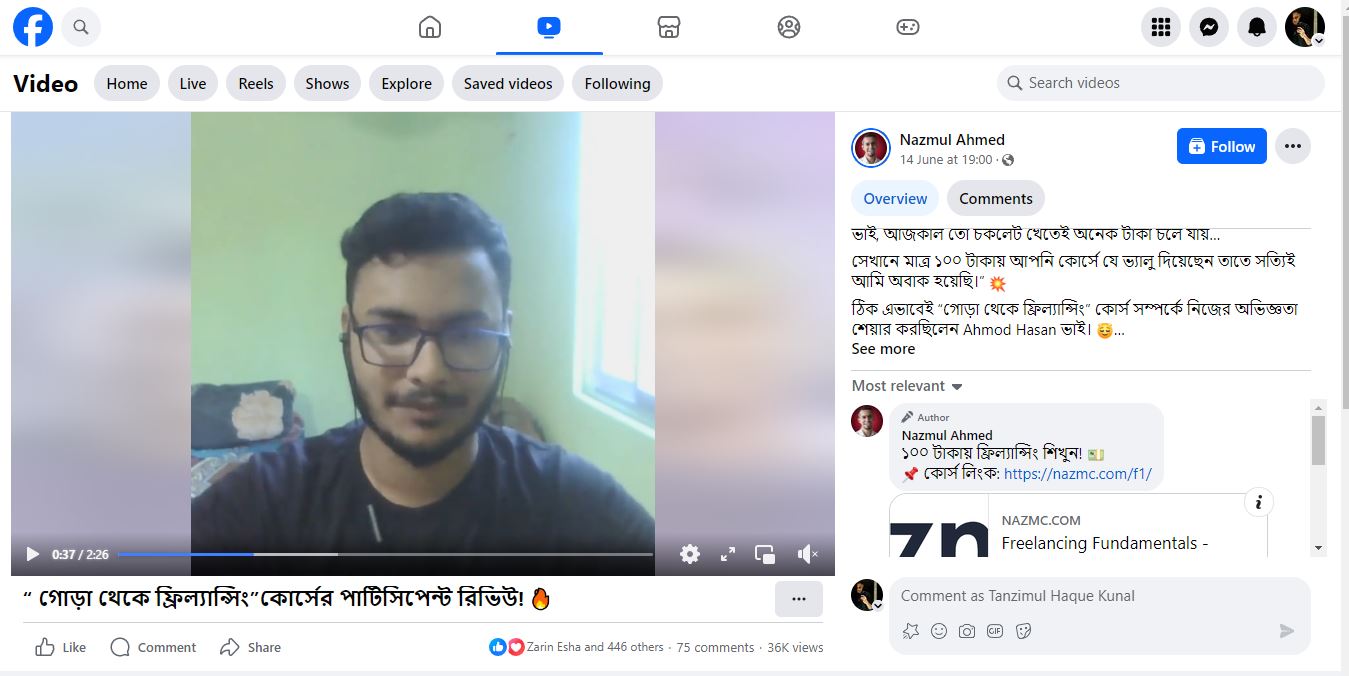 Video
Home
Live
Reels
Shows
Explore
Saved videos
Following
Search videos
Nazmul Ahmed
14 June at 19:00 ·
Follow
Overview
Comments
ভাই, আজকাল তো চকলেট খেতেই অনেক টাকা চলে যায়...
সেখানে মাত্র ১০০ টাকায় আপনি কোর্সে যে ভ্যালু দিয়েছেন তাতে সত্যিই
আমি অবাক হয়েছি।" 💥
ঠিক এভাবেই "গোড়া থেকে ফ্রিল্যান্সিং" কোর্স সম্পর্কে নিজের অভিজ্ঞতা
শেয়ার করছিলেন Ahmod Hasan ভাই। 😌...
See more
Most relevant
Author
Nazmul Ahmed
১০০ টাকায় ফ্রিল্যান্সিং শিখুন! 💵
📌 কোর্স লিংক: https://nazmc.com/f1/
zn
NAZMC.COM
Freelancing Fundamentals -
0:37 / 2:26
“ গোড়া থেকে ফ্রিল্যান্সিং”কোর্সের পার্টিসিপেন্ট রিভিউ! 🔥
Like
Comment
Share
Zarin Esha and 446 others · 75 comments · 36K views
Comment as Tanzimul Haque Kunal
GIF